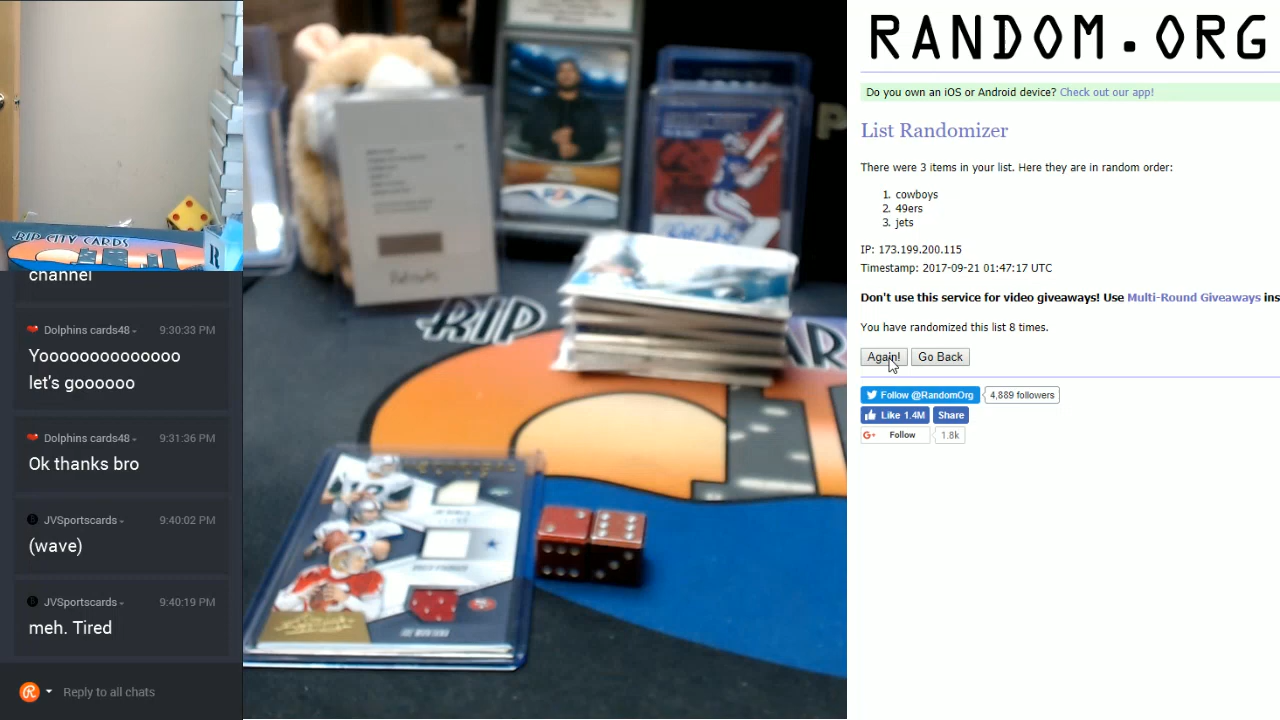 RIP CITY CARDS
R
channel
Dolphins cards48 9:30:33 PM
Yoooooooooooooo
let's goooooo
Dolphins cards48 9:31:36 PM
Ok thanks bro
JVSportscards 9:40:02 PM
(wave)
JVSportscards 9:40:19 PM
meh. Tired
Reply to all chats
P
RIP
RANDOM.ORG
Do you own an iOS or Android device? Check out our app!
List Randomizer
There were 3 items in your list. Here they are in random order:
1. cowboys
2. 49ers
3. jets
IP: 173.199.200.115
Timestamp: 2017-09-21 01:47:17 UTC
Don't use this service for video giveaways! Use Multi-Round Giveaways ins
You have randomized this list 8 times.
Again! Go Back
Follow @RandomOrg 4,889 followers
Like 1.4M Share
G+ Follow 1.8k